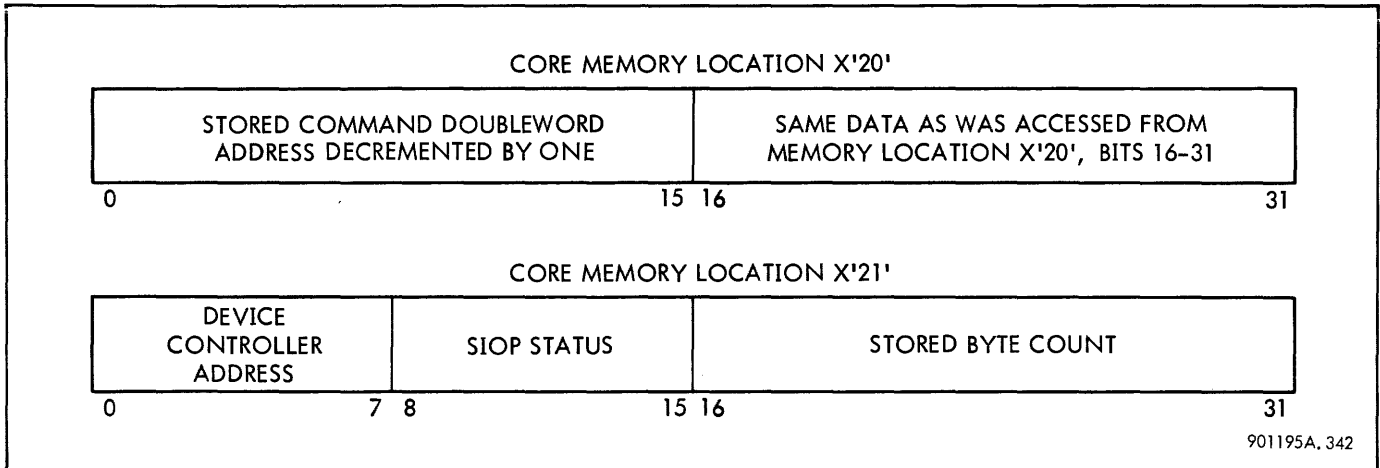 CORE MEMORY LOCATION X'20'
STORED COMMAND DOUBLEWORD
ADDRESS DECREMENTED BY ONE
SAME DATA AS WAS ACCESSED FROM
MEMORY LOCATION X'20', BITS 16-31
0 15 16 31
CORE MEMORY LOCATION X'21'
DEVICE
CONTROLLER
ADDRESS
SIOP STATUS
STORED BYTE COUNT
0 7 8 15 16 31
901195A.342